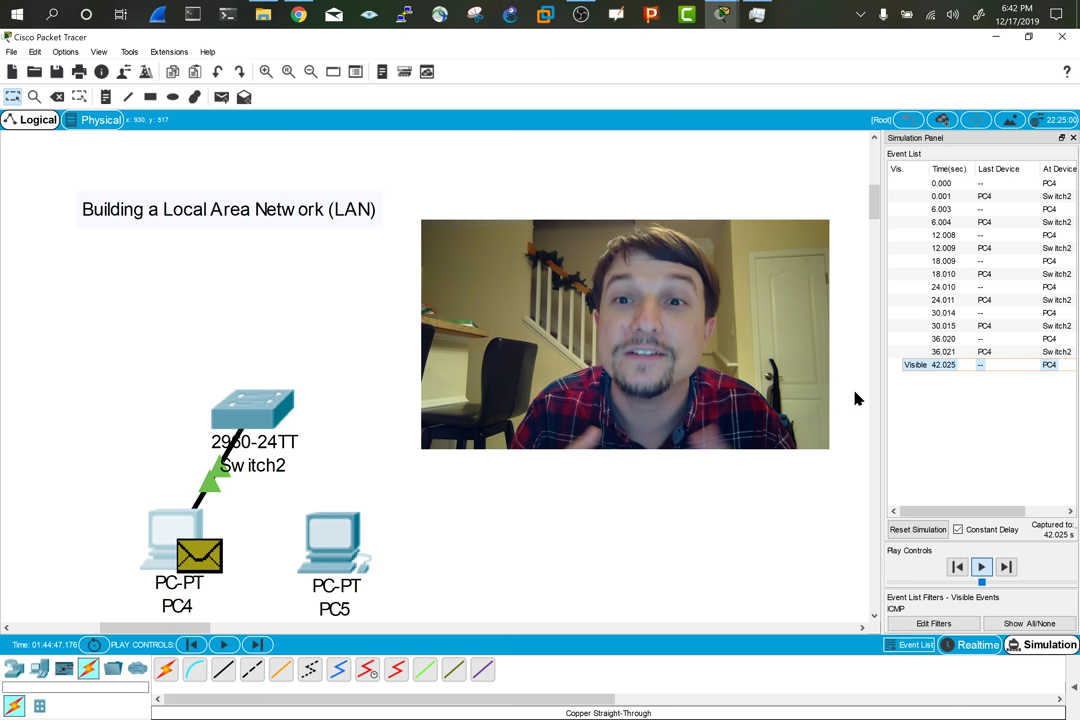 6:42 PM
12/17/2019
Cisco Packet Tracer
File Edit Options View Tools Extensions Help
?
Logical Physical x: 930, y: 517 [Root] 22:25:00
Simulation Panel
Event List
Vis. Time(sec) Last Device At Device
0.000 -- PC4
0.001 PC4 Switch2
6.003 -- PC4
6.004 PC4 Switch2
12.008 -- PC4
12.009 PC4 Switch2
18.009 -- PC4
18.010 PC4 Switch2
24.010 -- PC4
24.011 PC4 Switch2
30.014 -- PC4
30.015 PC4 Switch2
36.020 -- PC4
36.021 PC4 Switch2
Visible 42.025 -- PC4
Building a Local Area Network (LAN)
2960-24TT
Switch2
PC-PT
PC4
PC-PT
PC5
Reset Simulation Constant Delay Captured to:
42.025 s
Play Controls
Event List Filters - Visible Events
ICMP
Edit Filters Show All/None
Time: 01:44:47.176 PLAY CONTROLS: Event List Realtime Simulation
Copper Straight-Through